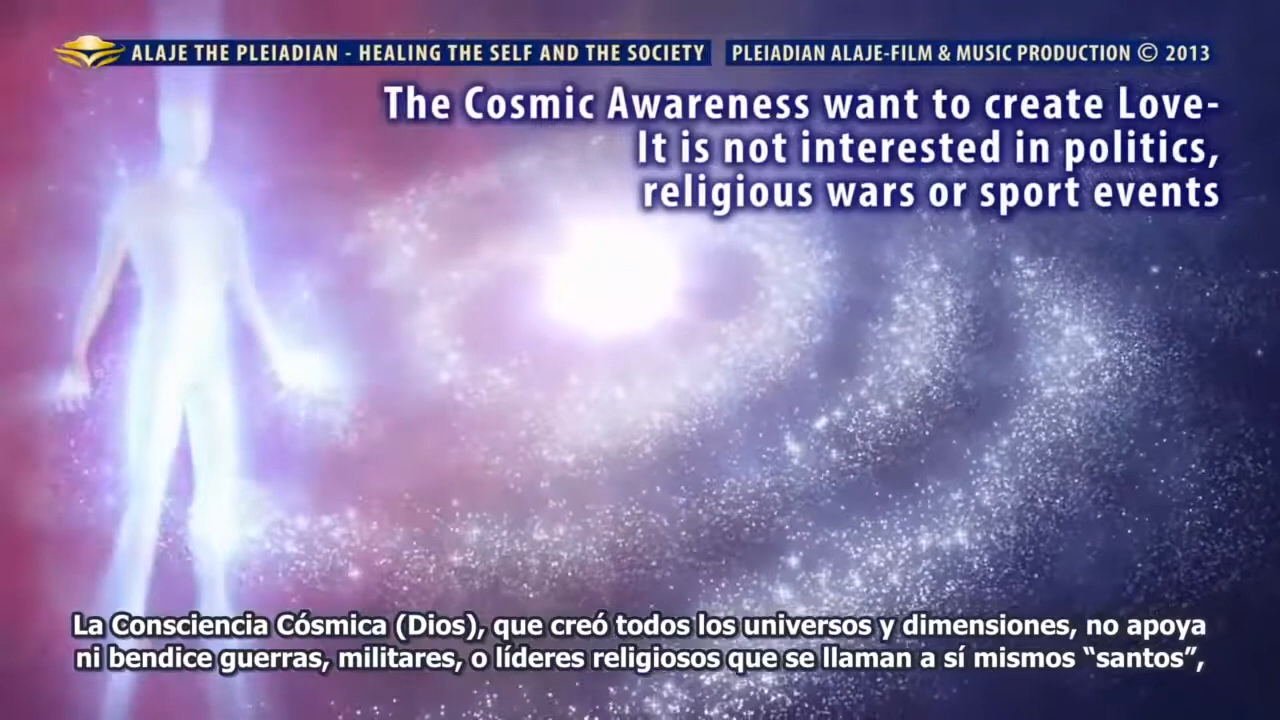 ALAJE THE PLEIADIAN - HEALING THE SELF AND THE SOCIETY
PLEIADIAN ALAJE-FILM & MUSIC PRODUCTION © 2013
The Cosmic Awareness want to create Love-
It is not interested in politics,
religious wars or sport events
La Consciencia Cósmica (Dios), que creó todos los universos y dimensiones, no apoya
ni bendice guerras, militares, o líderes religiosos que se llaman a sí mismos “santos”,